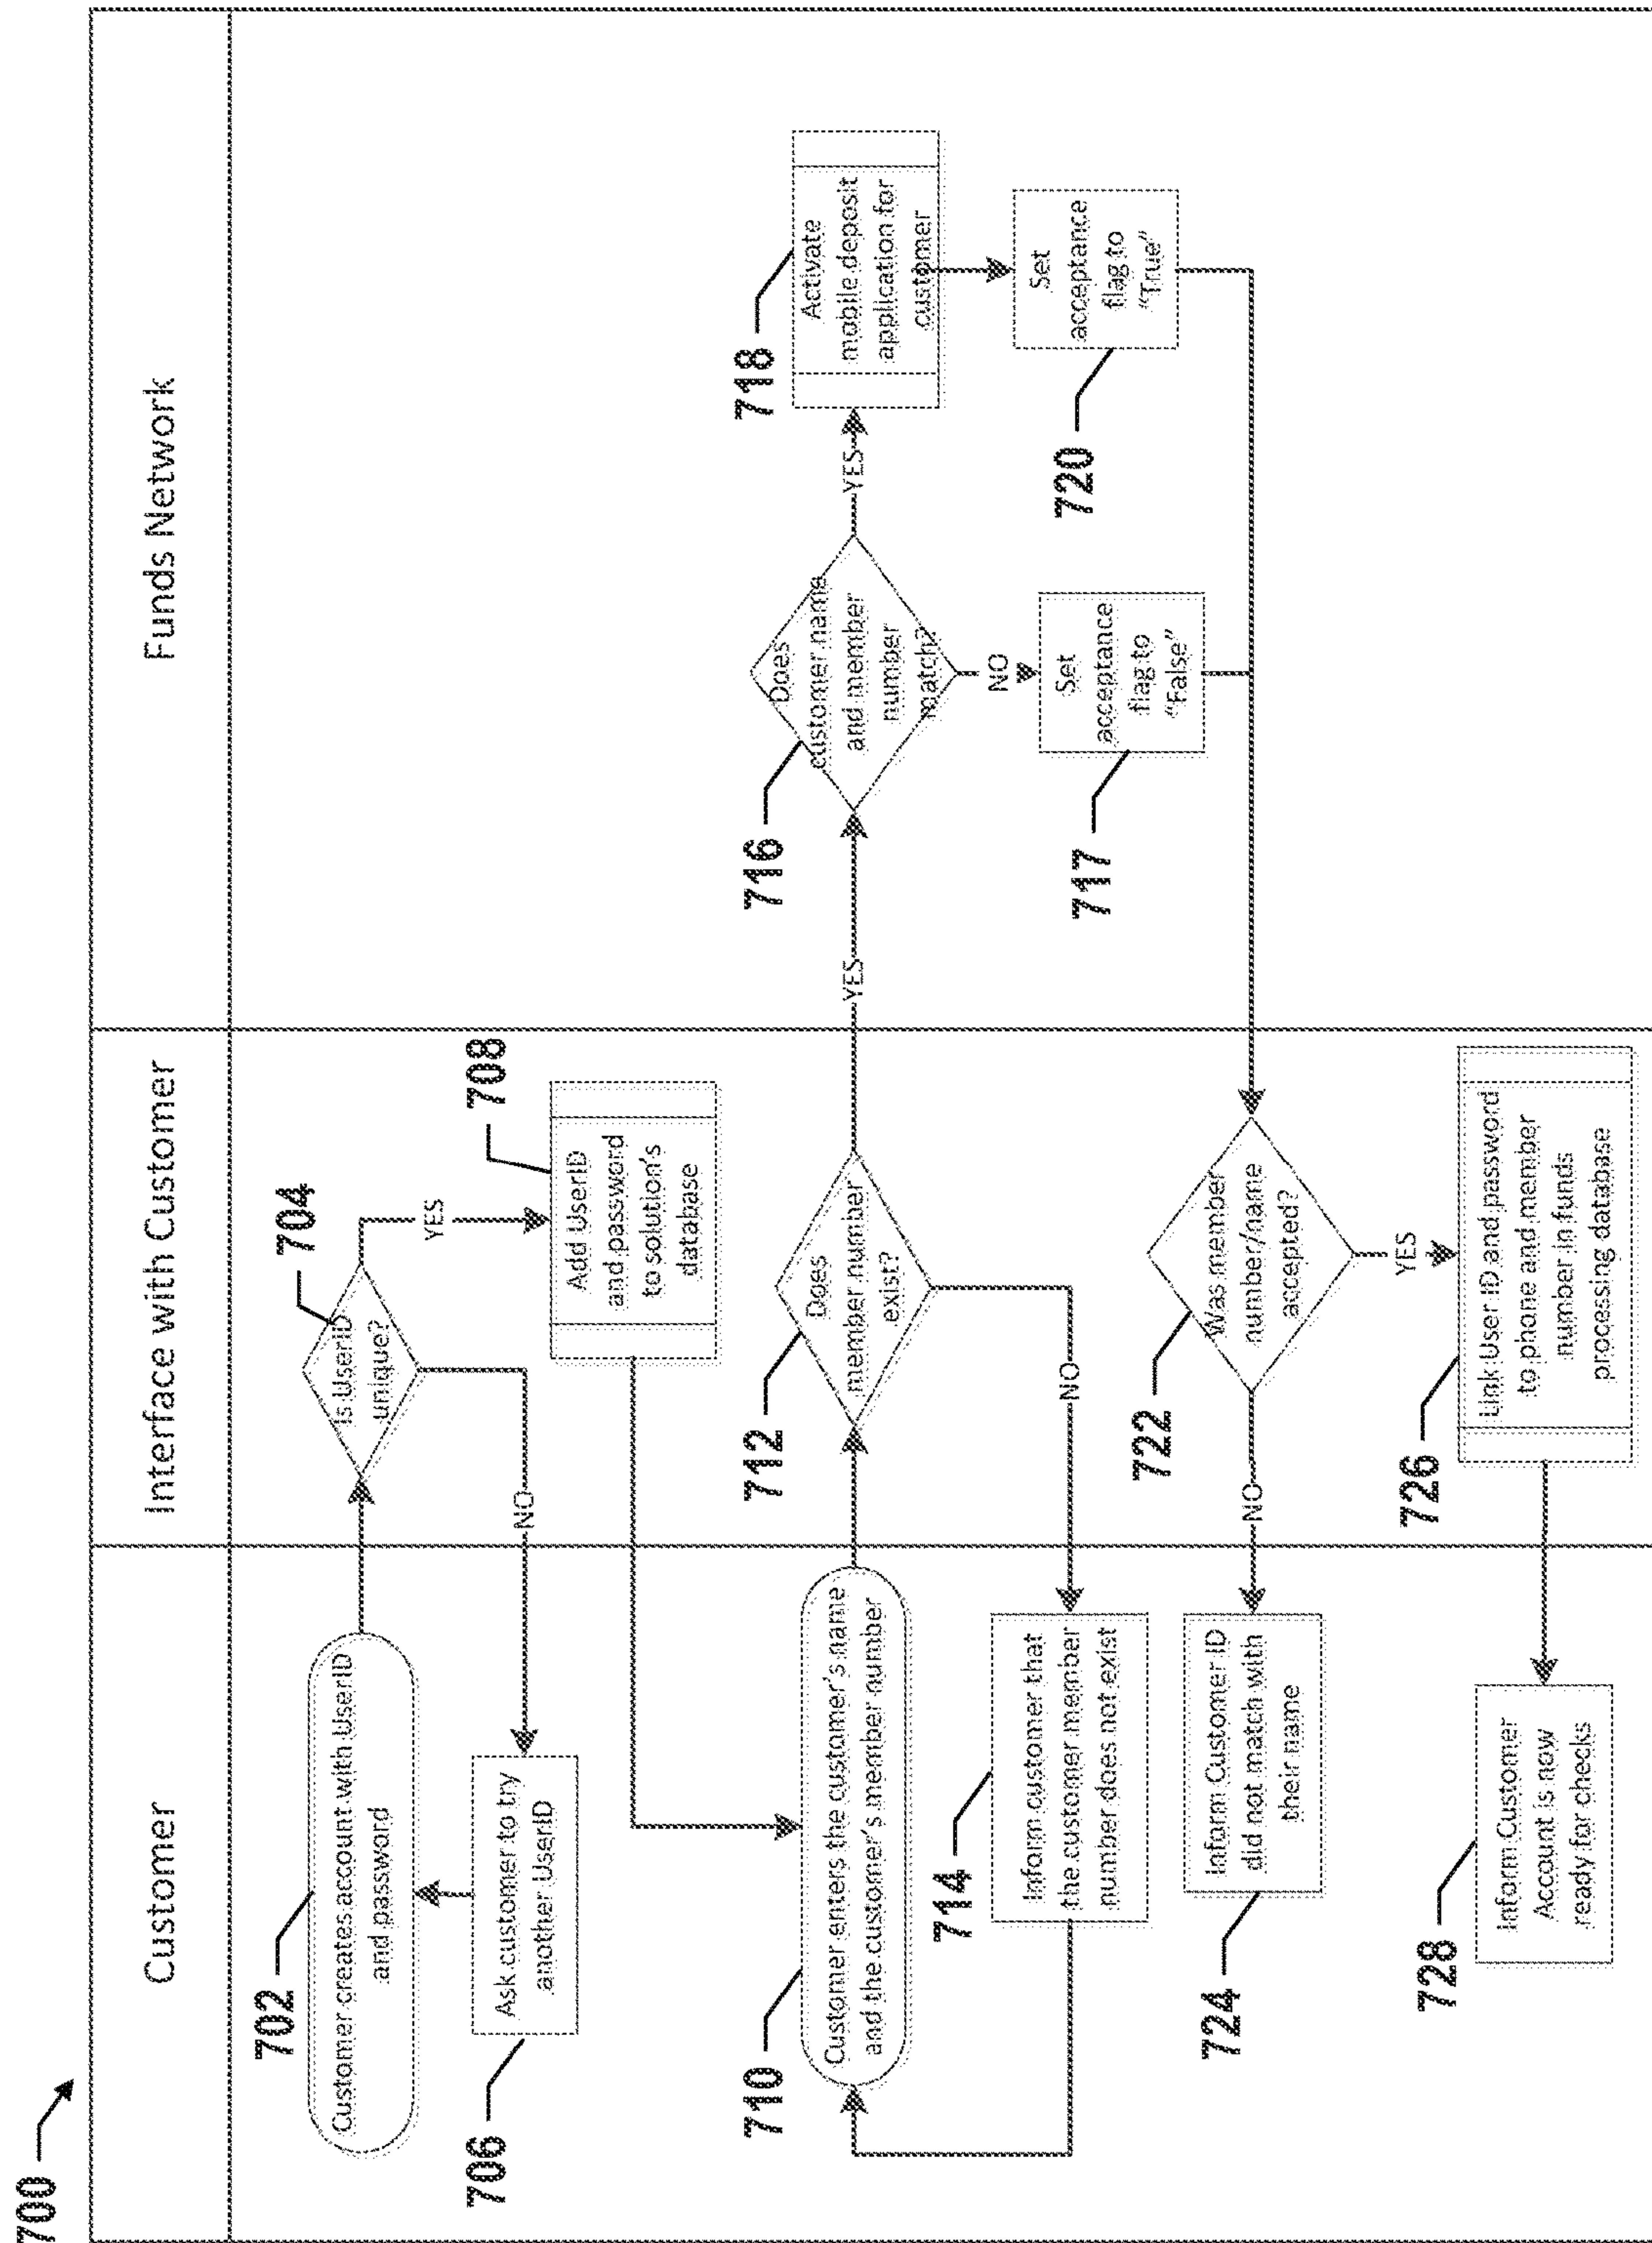 700
Customer
Interface with Customer
Funds Network
702
Customer creates account with UserID
and password
704
Is UserID
unique?
YES
NO
706
Ask customer to try
another UserID
708
Add UserID
and password
to solution's
database
710
Customer enters the customer's name
and the customer's member number
712
Does
member number
exist?
YES
NO
714
Inform customer that
the customer member
number does not exist
716
Does
customer name
and member
number
match?
YES
NO
717
Set
acceptance
flag to
“False”
718
Activate
mobile deposit
application for
customer
720
Set
acceptance
flag to
“True”
722
Was member
number/name
accepted?
NO
YES
724
Inform Customer ID
did not match with
their name
726
Link User ID and password
to phone and member
number in funds
processing database
728
Inform Customer
Account is now
ready for checks